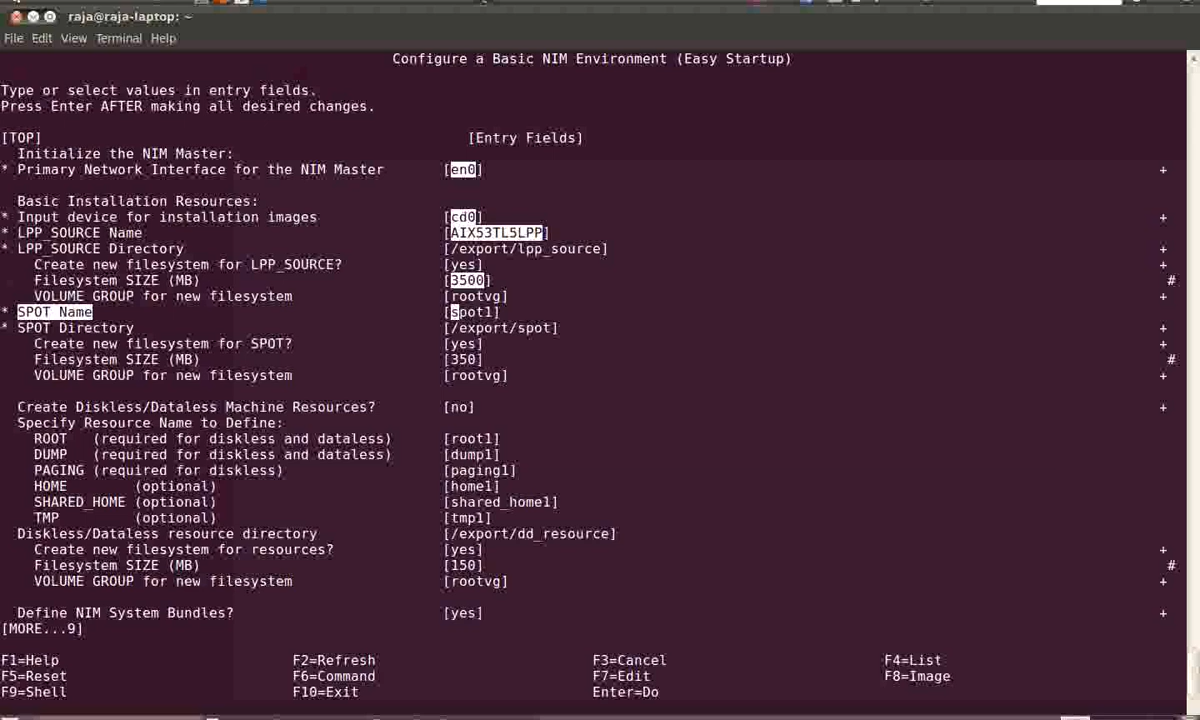 raja@raja-laptop: ~
File Edit View Terminal Help
Configure a Basic NIM Environment (Easy Startup)
Type or select values in entry fields.
Press Enter AFTER making all desired changes.
[TOP] [Entry Fields]
Initialize the NIM Master:
* Primary Network Interface for the NIM Master [en0] +
Basic Installation Resources:
* Input device for installation images [cd0] +
* LPP_SOURCE Name [AIX53TL5LPP]
* LPP_SOURCE Directory [/export/lpp_source] +
Create new filesystem for LPP_SOURCE? [yes] +
Filesystem SIZE (MB) [3500] #
VOLUME GROUP for new filesystem [rootvg] +
* SPOT Name [spot1]
* SPOT Directory [/export/spot] +
Create new filesystem for SPOT? [yes] +
Filesystem SIZE (MB) [350] #
VOLUME GROUP for new filesystem [rootvg] +
Create Diskless/Dataless Machine Resources? [no] +
Specify Resource Name to Define:
ROOT (required for diskless and dataless) [root1]
DUMP (required for diskless and dataless) [dump1]
PAGING (required for diskless) [paging1]
HOME (optional) [home1]
SHARED_HOME (optional) [shared_home1]
TMP (optional) [tmp1]
Diskless/Dataless resource directory [/export/dd_resource]
Create new filesystem for resources? [yes] +
Filesystem SIZE (MB) [150] #
VOLUME GROUP for new filesystem [rootvg] +
Define NIM System Bundles? [yes] +
[MORE...9]
F1=Help F2=Refresh F3=Cancel F4=List
F5=Reset F6=Command F7=Edit F8=Image
F9=Shell F10=Exit Enter=Do